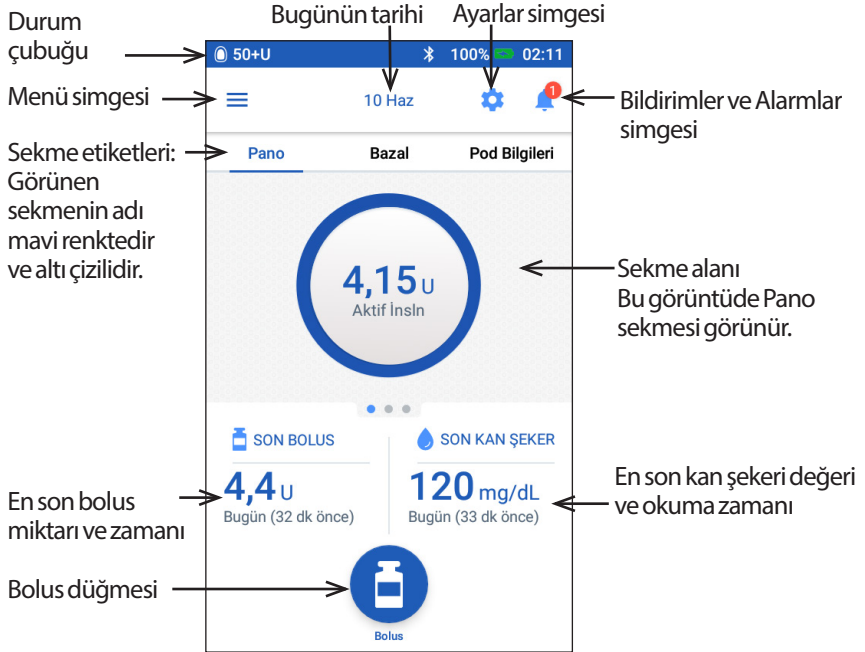 Durum
çubuğu
Bugünün tarihi
Ayarlar simgesi
50+U
100%
02:11
Menü simgesi
10 Haz
1
Bildirimler ve Alarmlar
simgesi
Sekme etiketleri:
Görünen
sekmenin adı
mavi renktedir
ve altı çizilidir.
Pano
Bazal
Pod Bilgileri
4,15 U
Aktif İnsln
Sekme alanı
Bu görüntüde Pano
sekmesi görünür.
SON BOLUS
SON KAN ŞEKER
4,4 U
120 mg/dL
Bugün (32 dk önce)
Bugün (33 dk önce)
En son bolus
miktarı ve zamanı
En son kan şekeri değeri
ve okuma zamanı
Bolus düğmesi
Bolus